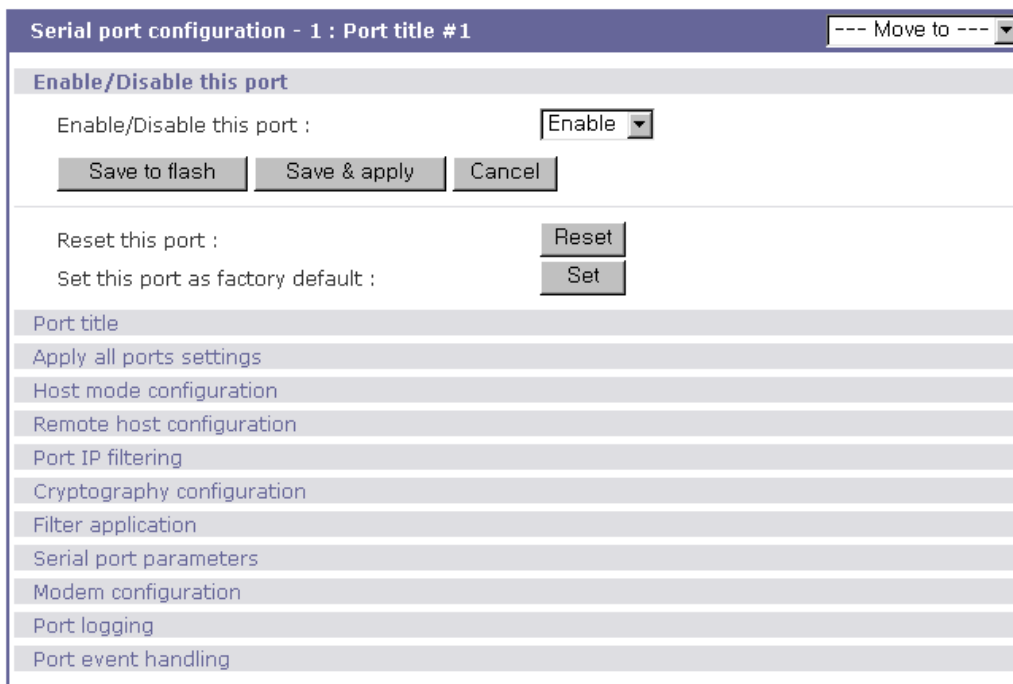 Serial port configuration - 1 : Port title #1 --- Move to ---
Enable/Disable this port
Enable/Disable this port : Enable
Save to flash Save & apply Cancel
Reset this port : Reset
Set this port as factory default : Set
Port title
Apply all ports settings
Host mode configuration
Remote host configuration
Port IP filtering
Cryptography configuration
Filter application
Serial port parameters
Modem configuration
Port logging
Port event handling